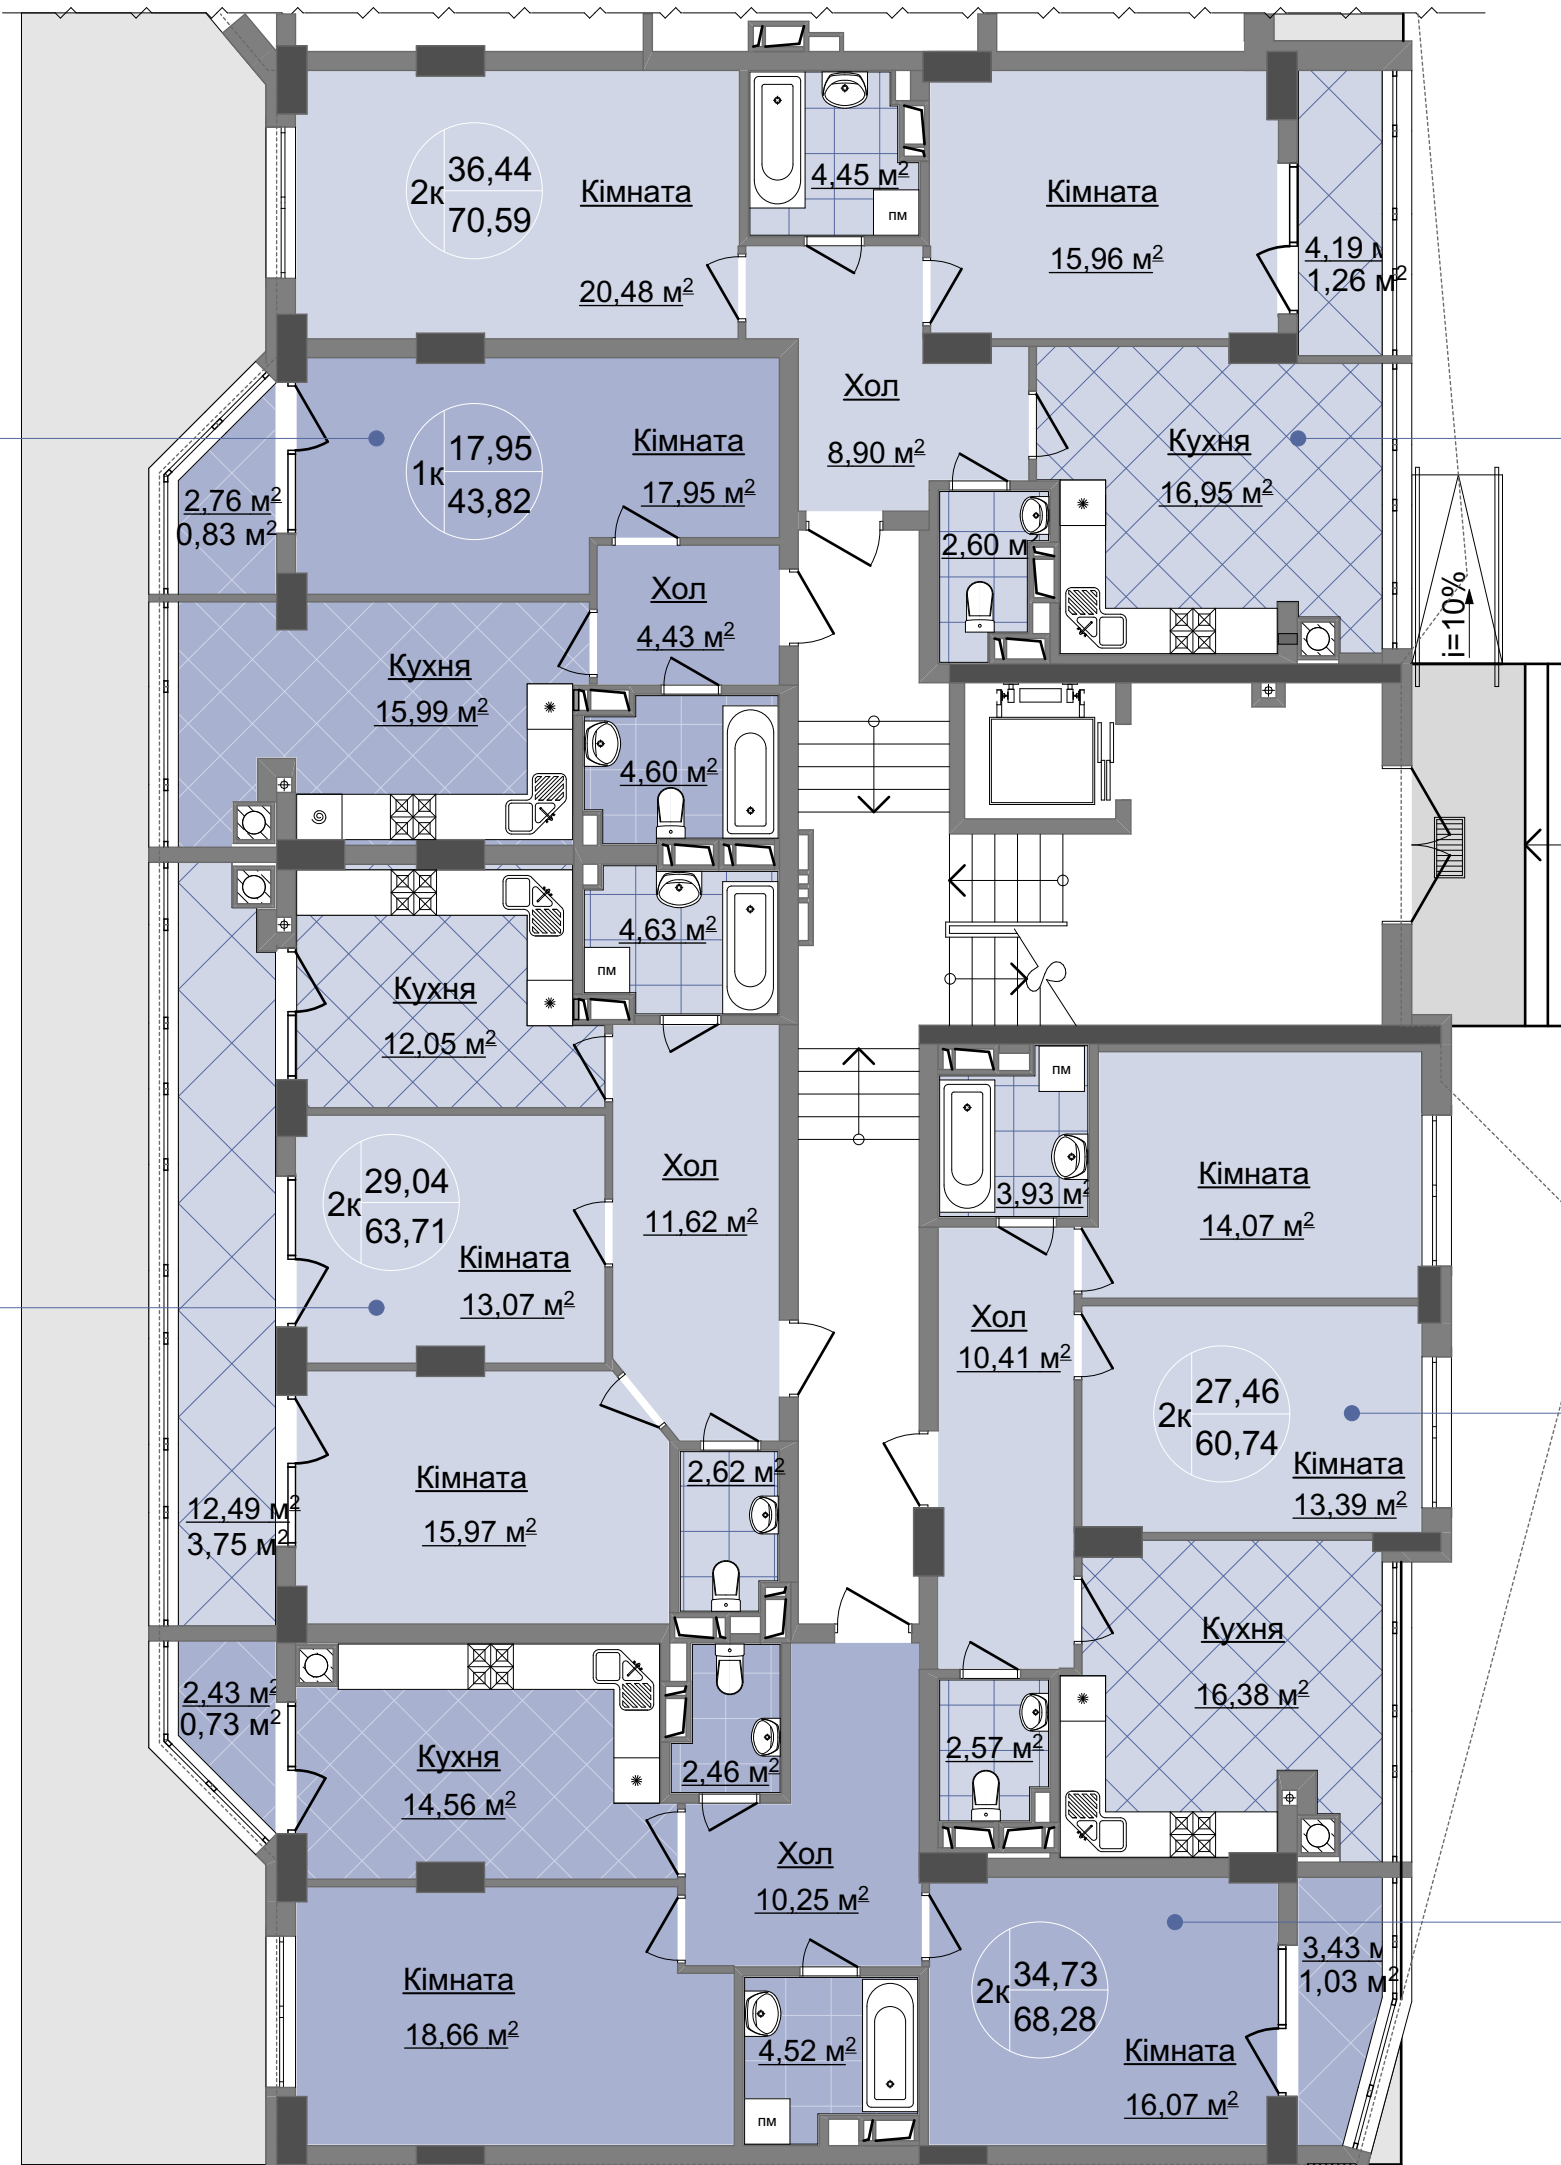 36,44
2к
70,59
Кімната
20,48 м²
4,45 м²
пм
Кімната
15,96 м²
4,19 м
1,26 м²
Хол
8,90 м²
Кухня
16,95 м²
2,60 м
17,95
1к
43,82
Кімната
17,95 м²
2,76 м²
0,83 м²
Хол
4,43 м²
Кухня
15,99 м²
4,60 м²
i=10%
4,63 м²
пм
Кухня
12,05 м²
29,04
2к
63,71
Кімната
13,07 м²
Хол
11,62 м²
пм
3,93 м²
Кімната
14,07 м²
Хол
10,41 м²
27,46
2к
60,74
Кімната
13,39 м²
Кімната
15,97 м²
2,62 м²
12,49 м²
3,75 м²
Кухня
16,38 м²
2,57 м²
2,43 м²
0,73 м²
Кухня
14,56 м²
2,46 м²
Хол
10,25 м²
Кімната
18,66 м²
4,52 м²
пм
34,73
2к
68,28
Кімната
16,07 м²
3,43 м
1,03 м²